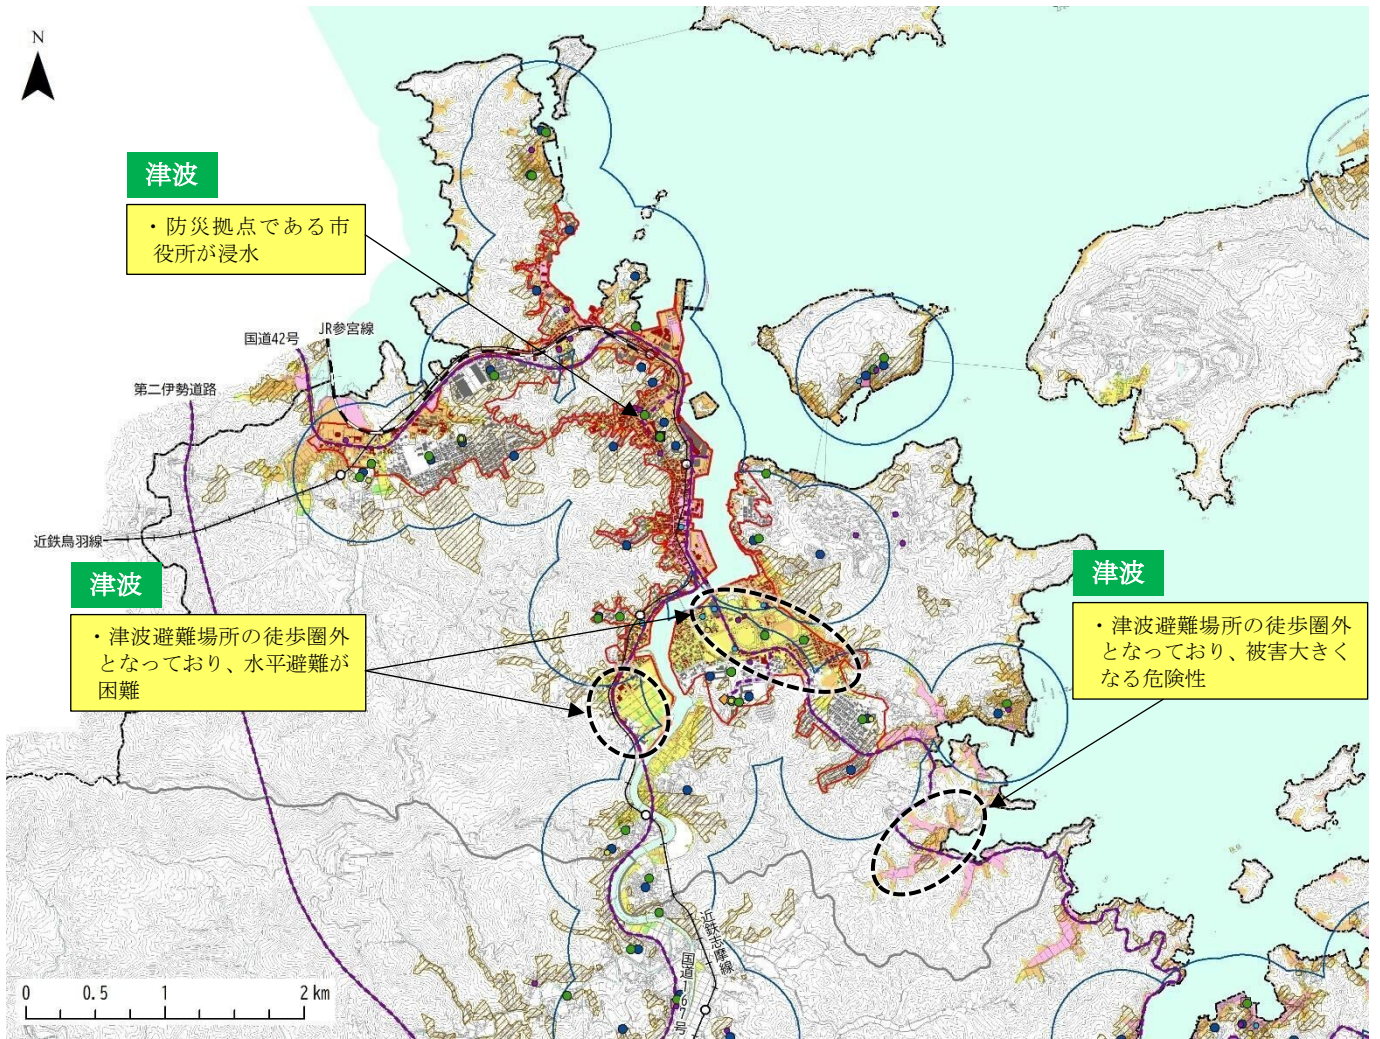 N
津波
・防災拠点である市
役所が浸水
JR参宮線
国道42号
第二伊勢道路
近鉄鳥羽線
津波
・津波避難場所の徒歩圏外
となっており、水平避難が
困難
津波
・津波避難場所の徒歩圏外
となっており、被害大きく
なる危険性
近鉄志摩線
国道167号
0 0.5 1 2km